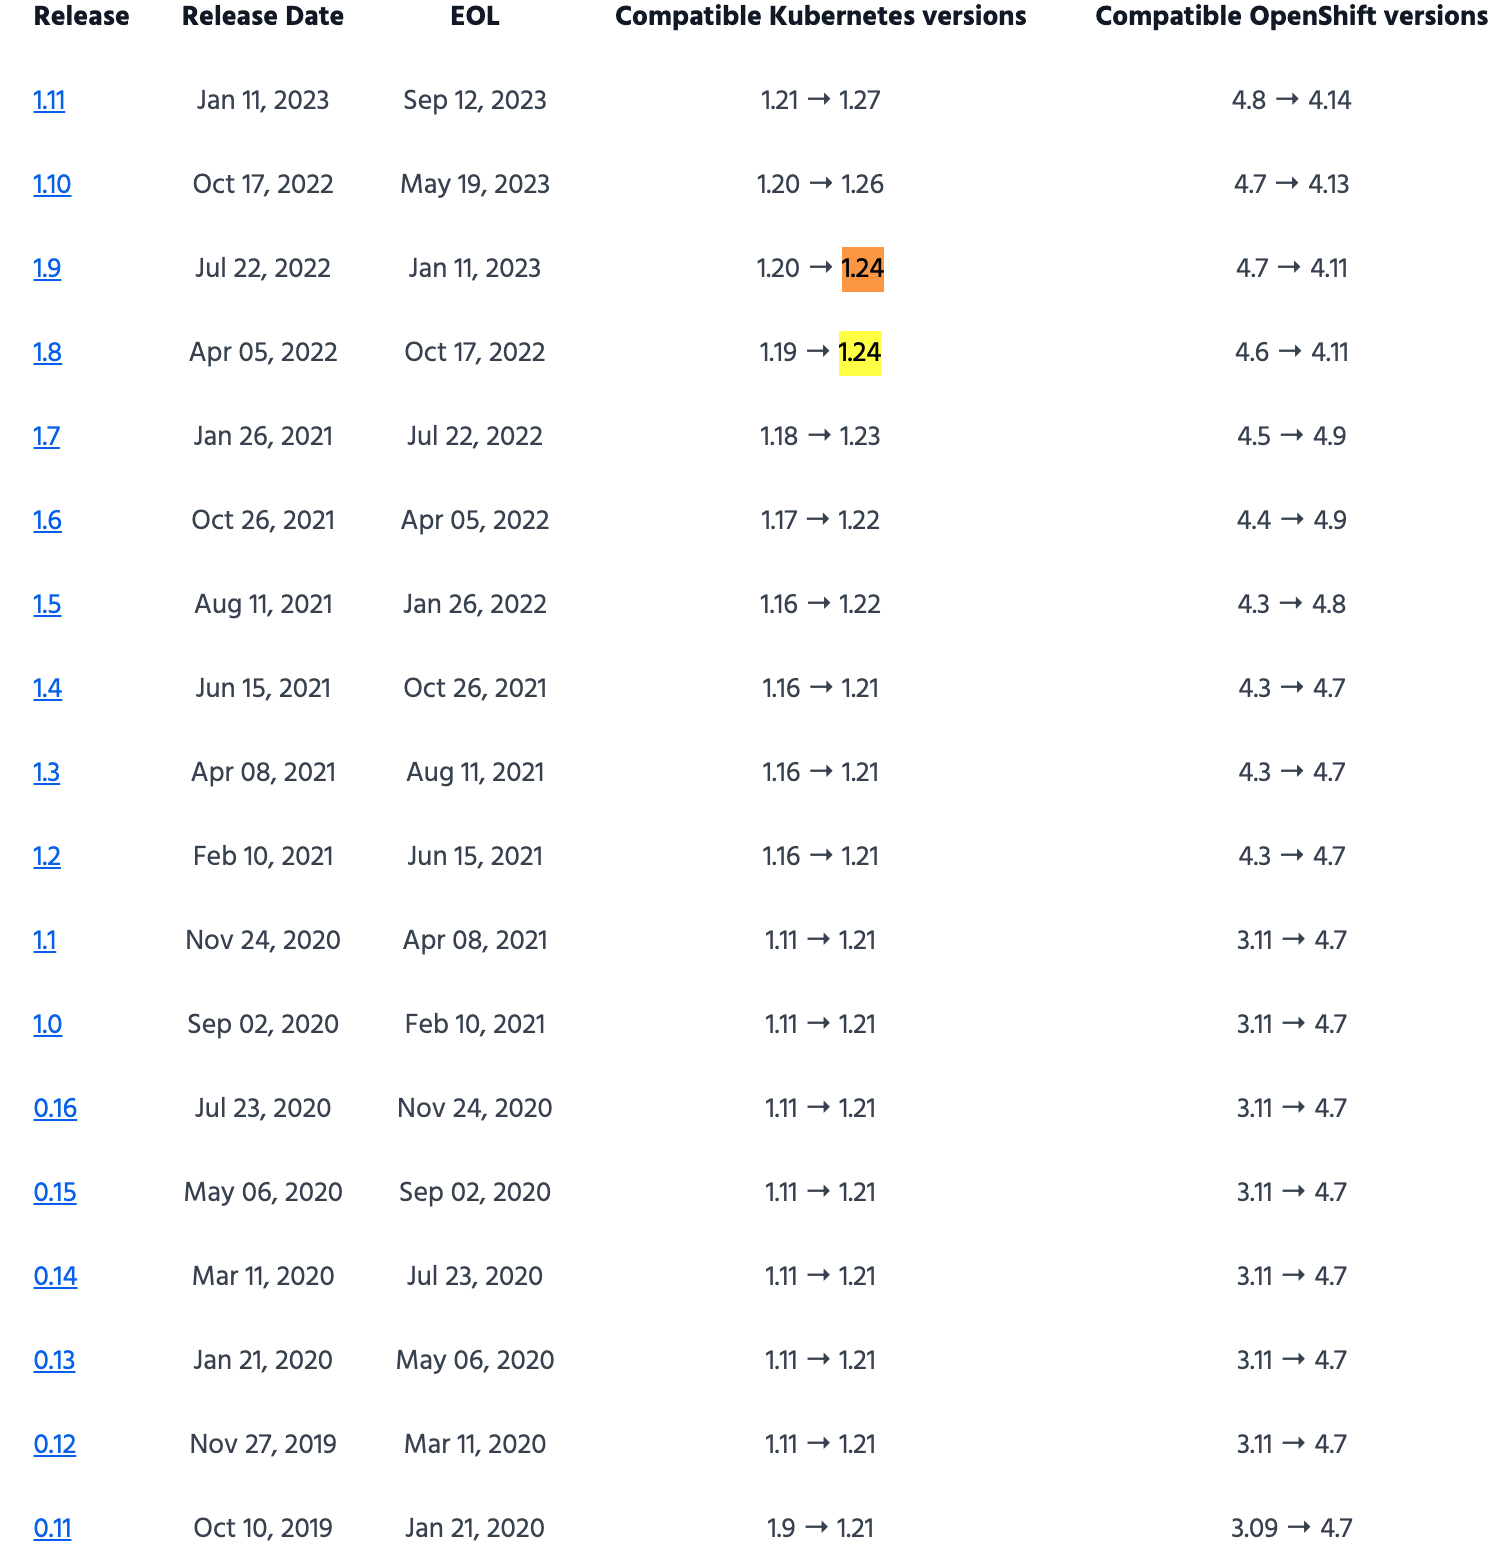 Release Release Date EOL Compatible Kubernetes versions Compatible OpenShift versions
1.11 Jan 11, 2023 Sep 12, 2023 1.21 → 1.27 4.8 → 4.14
1.10 Oct 17, 2022 May 19, 2023 1.20 → 1.26 4.7 → 4.13
1.9 Jul 22, 2022 Jan 11, 2023 1.20 → 1.24 4.7 → 4.11
1.8 Apr 05, 2022 Oct 17, 2022 1.19 → 1.24 4.6 → 4.11
1.7 Jan 26, 2021 Jul 22, 2022 1.18 → 1.23 4.5 → 4.9
1.6 Oct 26, 2021 Apr 05, 2022 1.17 → 1.22 4.4 → 4.9
1.5 Aug 11, 2021 Jan 26, 2022 1.16 → 1.22 4.3 → 4.8
1.4 Jun 15, 2021 Oct 26, 2021 1.16 → 1.21 4.3 → 4.7
1.3 Apr 08, 2021 Aug 11, 2021 1.16 → 1.21 4.3 → 4.7
1.2 Feb 10, 2021 Jun 15, 2021 1.16 → 1.21 4.3 → 4.7
1.1 Nov 24, 2020 Apr 08, 2021 1.11 → 1.21 3.11 → 4.7
1.0 Sep 02, 2020 Feb 10, 2021 1.11 → 1.21 3.11 → 4.7
0.16 Jul 23, 2020 Nov 24, 2020 1.11 → 1.21 3.11 → 4.7
0.15 May 06, 2020 Sep 02, 2020 1.11 → 1.21 3.11 → 4.7
0.14 Mar 11, 2020 Jul 23, 2020 1.11 → 1.21 3.11 → 4.7
0.13 Jan 21, 2020 May 06, 2020 1.11 → 1.21 3.11 → 4.7
0.12 Nov 27, 2019 Mar 11, 2020 1.11 → 1.21 3.11 → 4.7
0.11 Oct 10, 2019 Jan 21, 2020 1.9 → 1.21 3.09 → 4.7